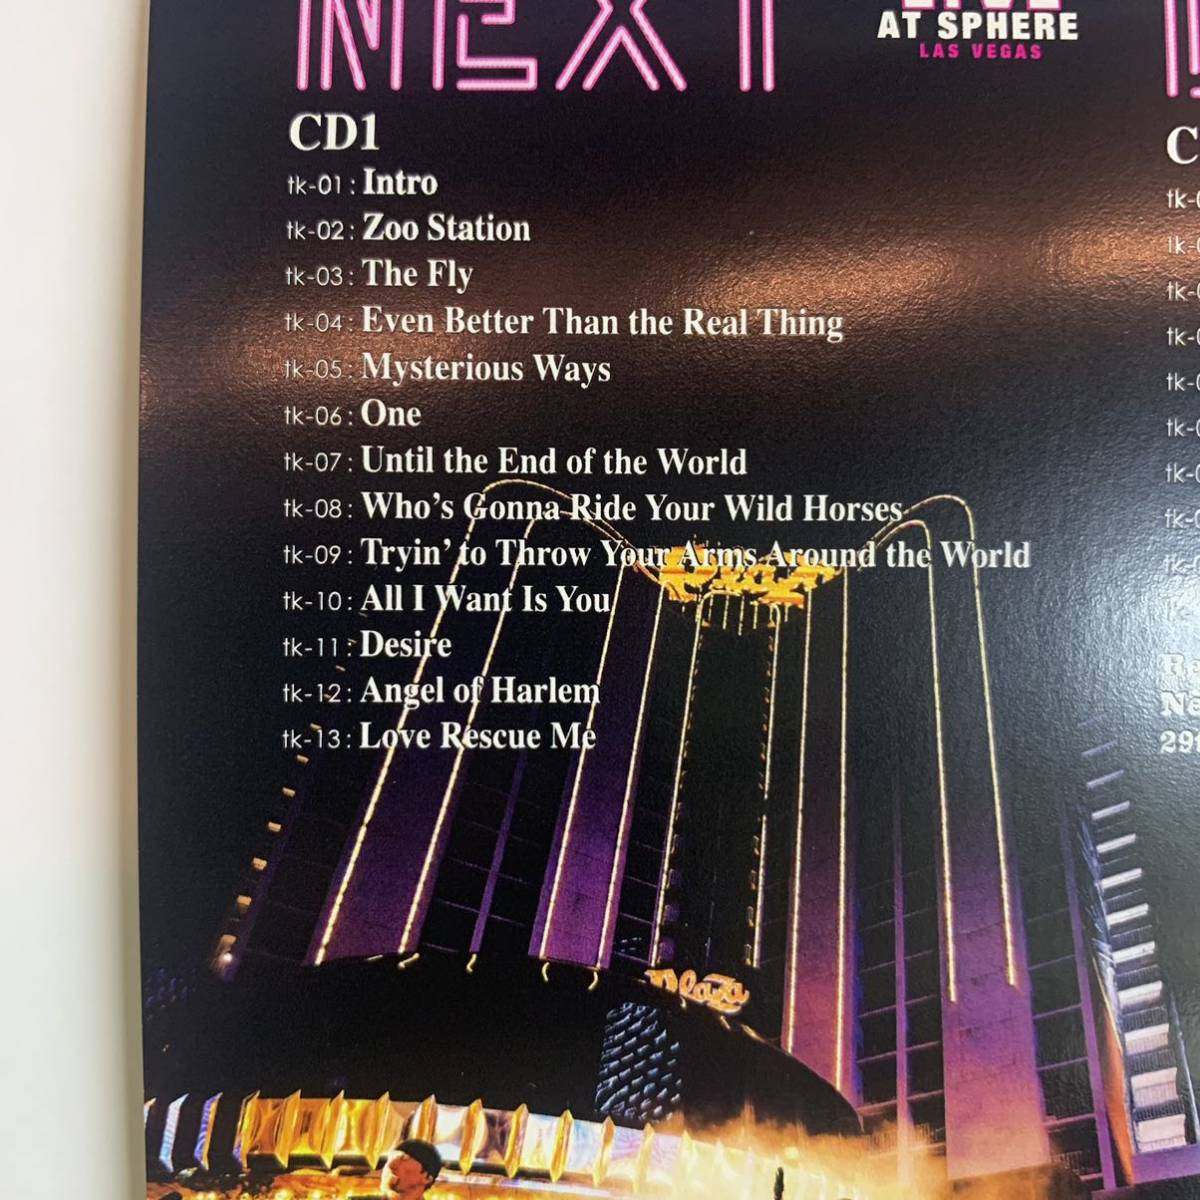 NEXT
LIVE
AT SPHERE
LAS VEGAS
CD1
tk-01: Intro
tk-02: Zoo Station
tk-03: The Fly
tk-04: Even Better Than the Real Thing
tk-05: Mysterious Ways
tk-06: One
tk-07: Until the End of the World
tk-08: Who's Gonna Ride Your Wild Horses
tk-09: Tryin' to Throw Your Arms Around the World
tk-10: All I Want Is You
tk-11: Desire
tk-12: Angel of Harlem
tk-13: Love Rescue Me
Plaza
Plaza